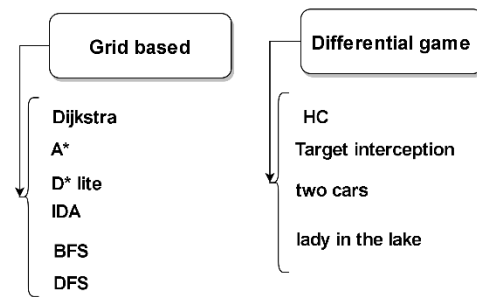 Grid based
Dijkstra
A*
D* lite
IDA
BFS
DFS
Differential game
HC
Target interception
two cars
lady in the lake